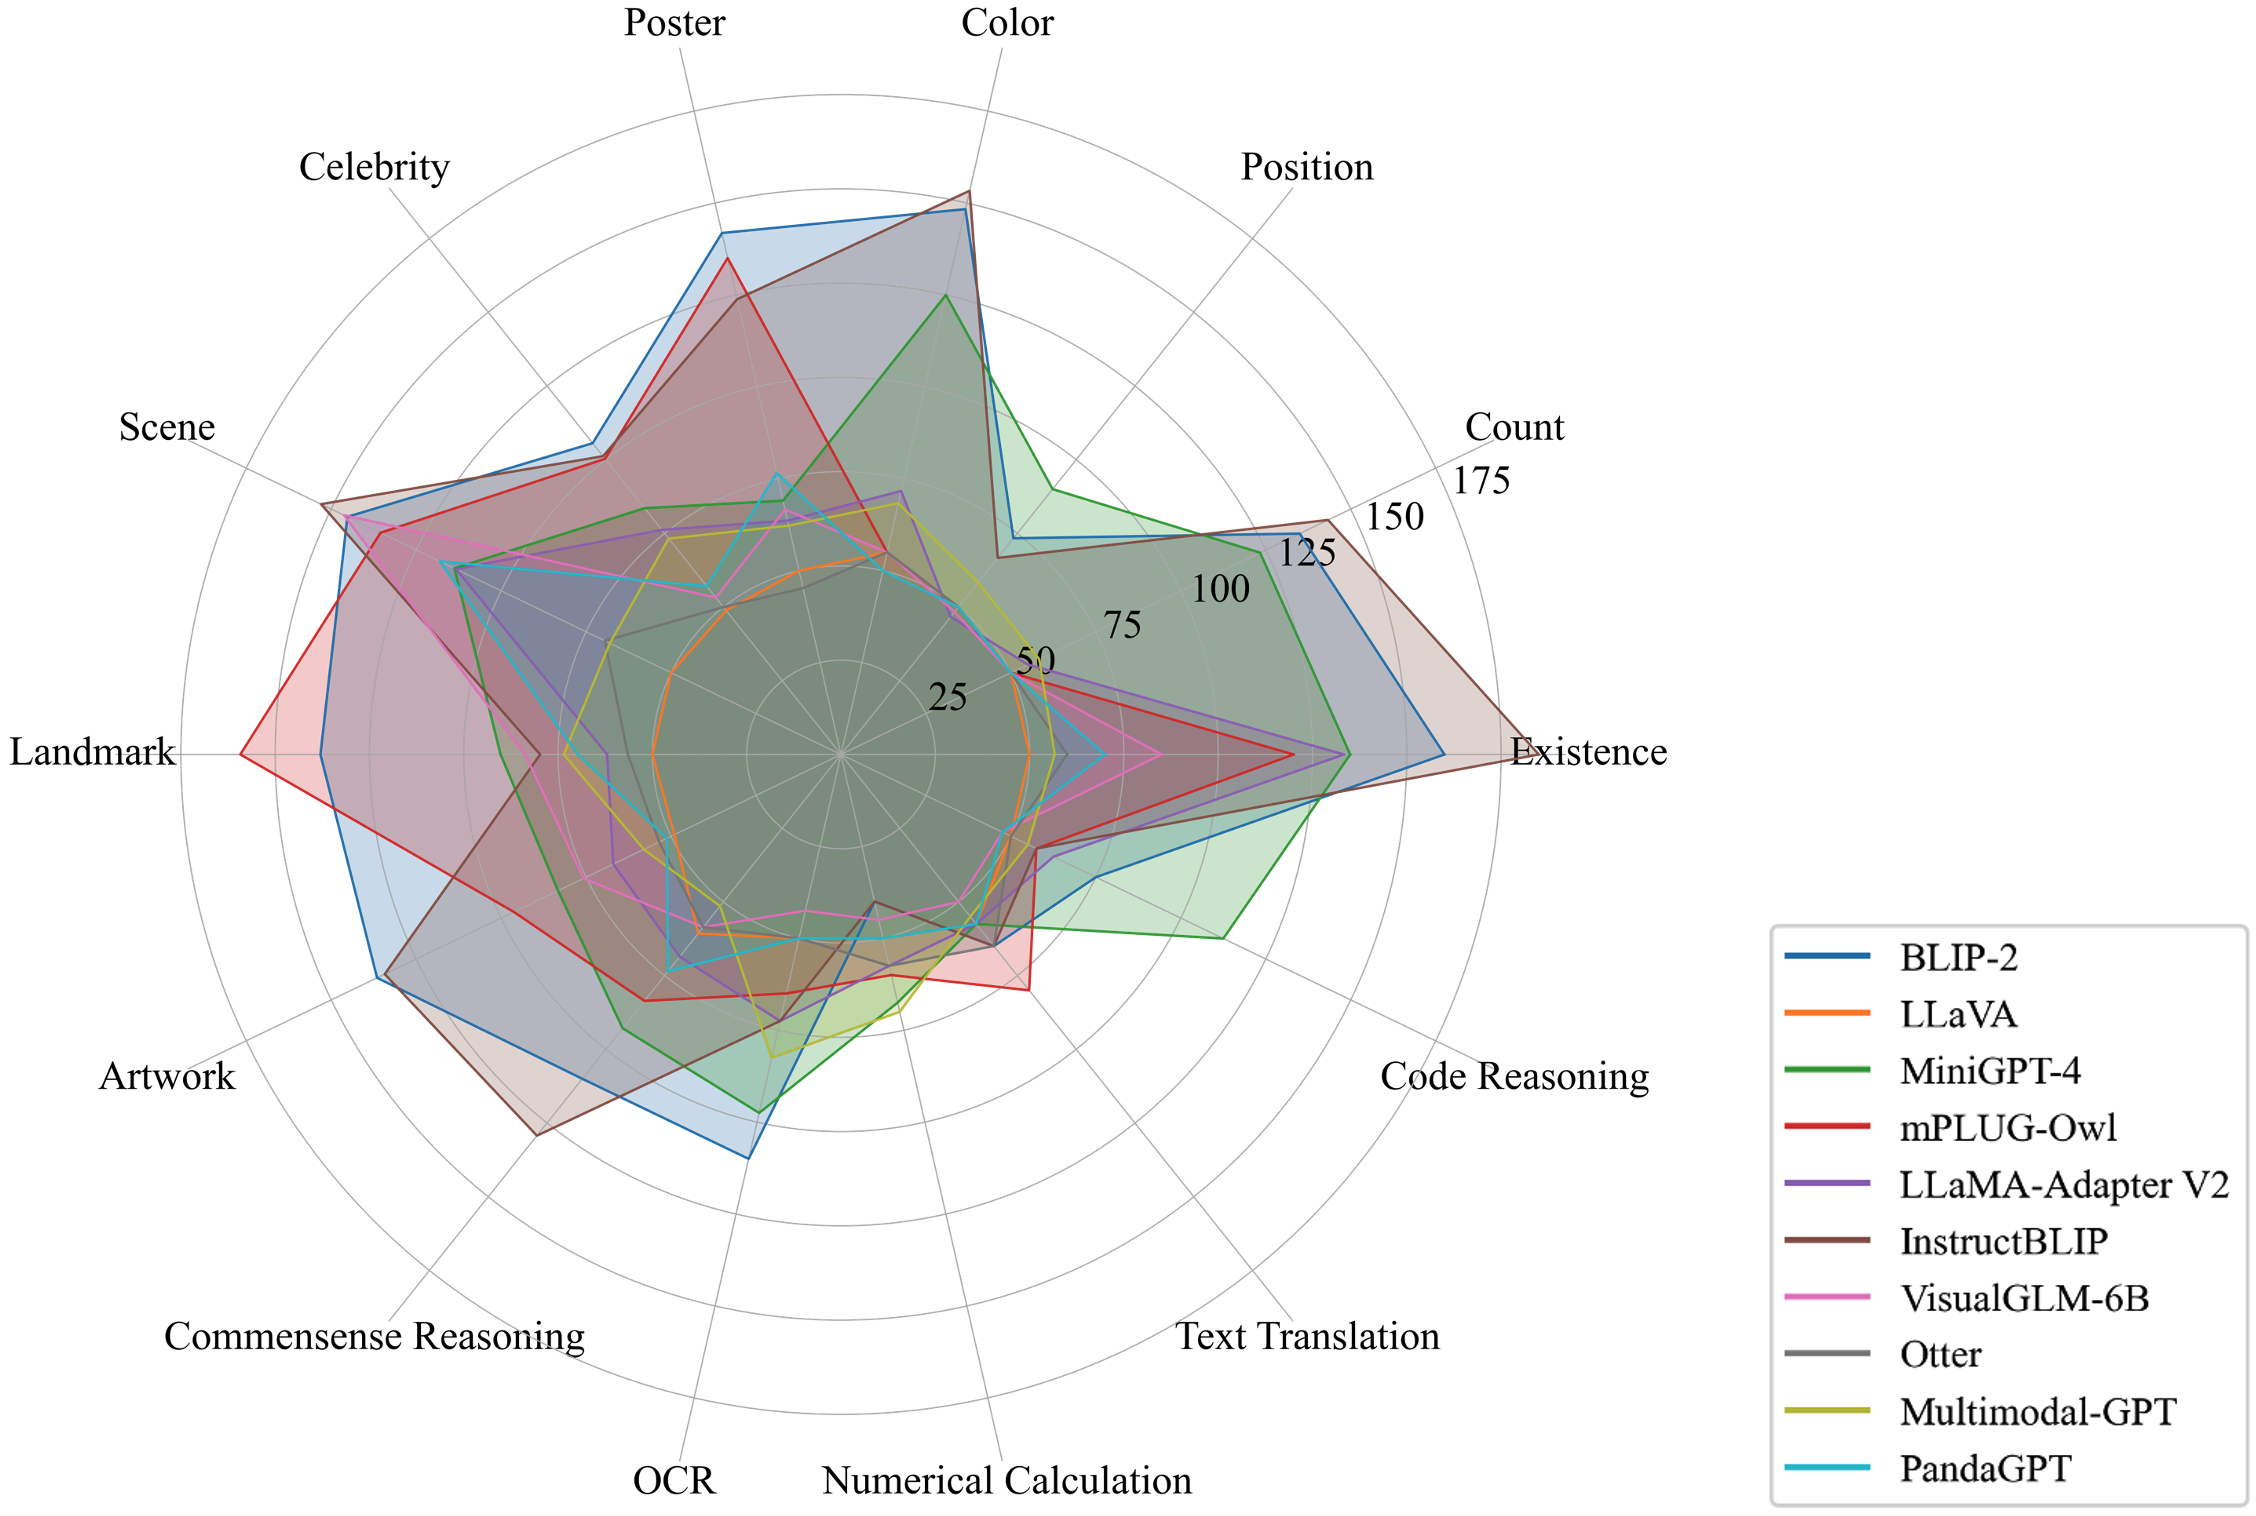 Poster
Color
Celebrity
Position
Scene
Count
175
150
125
100
75
50
25
Landmark
Existence
Artwork
Code Reasoning
Commensense Reasoning
Text Translation
OCR
Numerical Calculation
BLIP-2
LLaVA
MiniGPT-4
mPLUG-Owl
LLaMA-Adapter V2
InstructBLIP
VisualGLM-6B
Otter
Multimodal-GPT
PandaGPT